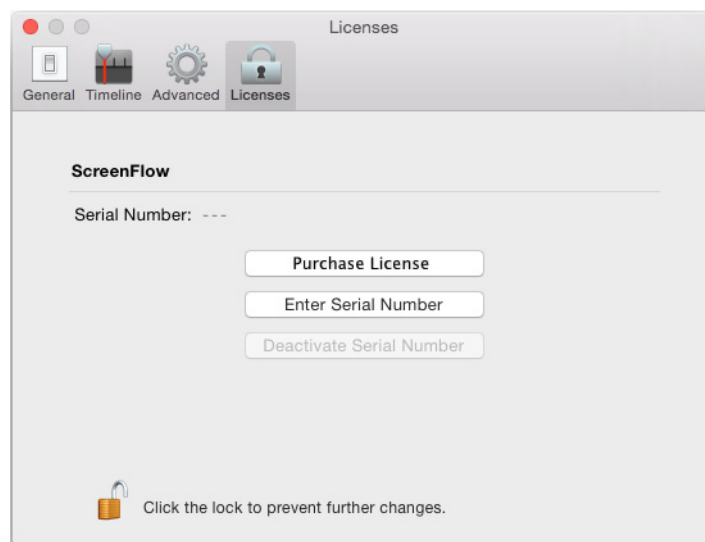 Licenses
General Timeline Advanced Licenses
ScreenFlow
Serial Number: ---
Purchase License
Enter Serial Number
Deactivate Serial Number
Click the lock to prevent further changes.